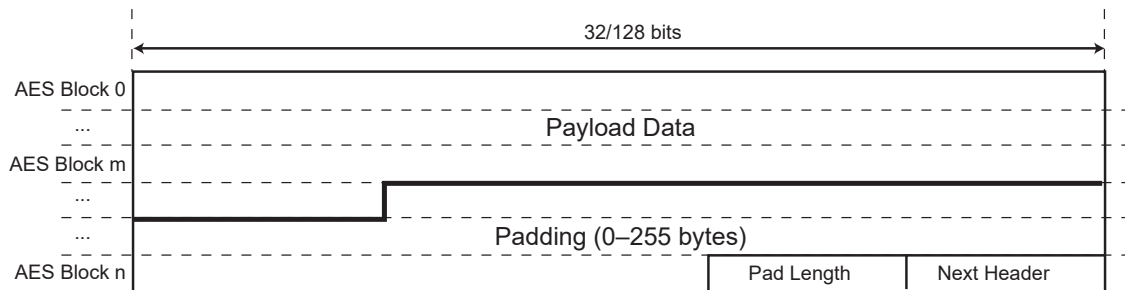 32/128 bits
AES Block 0
...
Payload Data
AES Block m
...
...
Padding (0–255 bytes)
AES Block n
Pad Length
Next Header